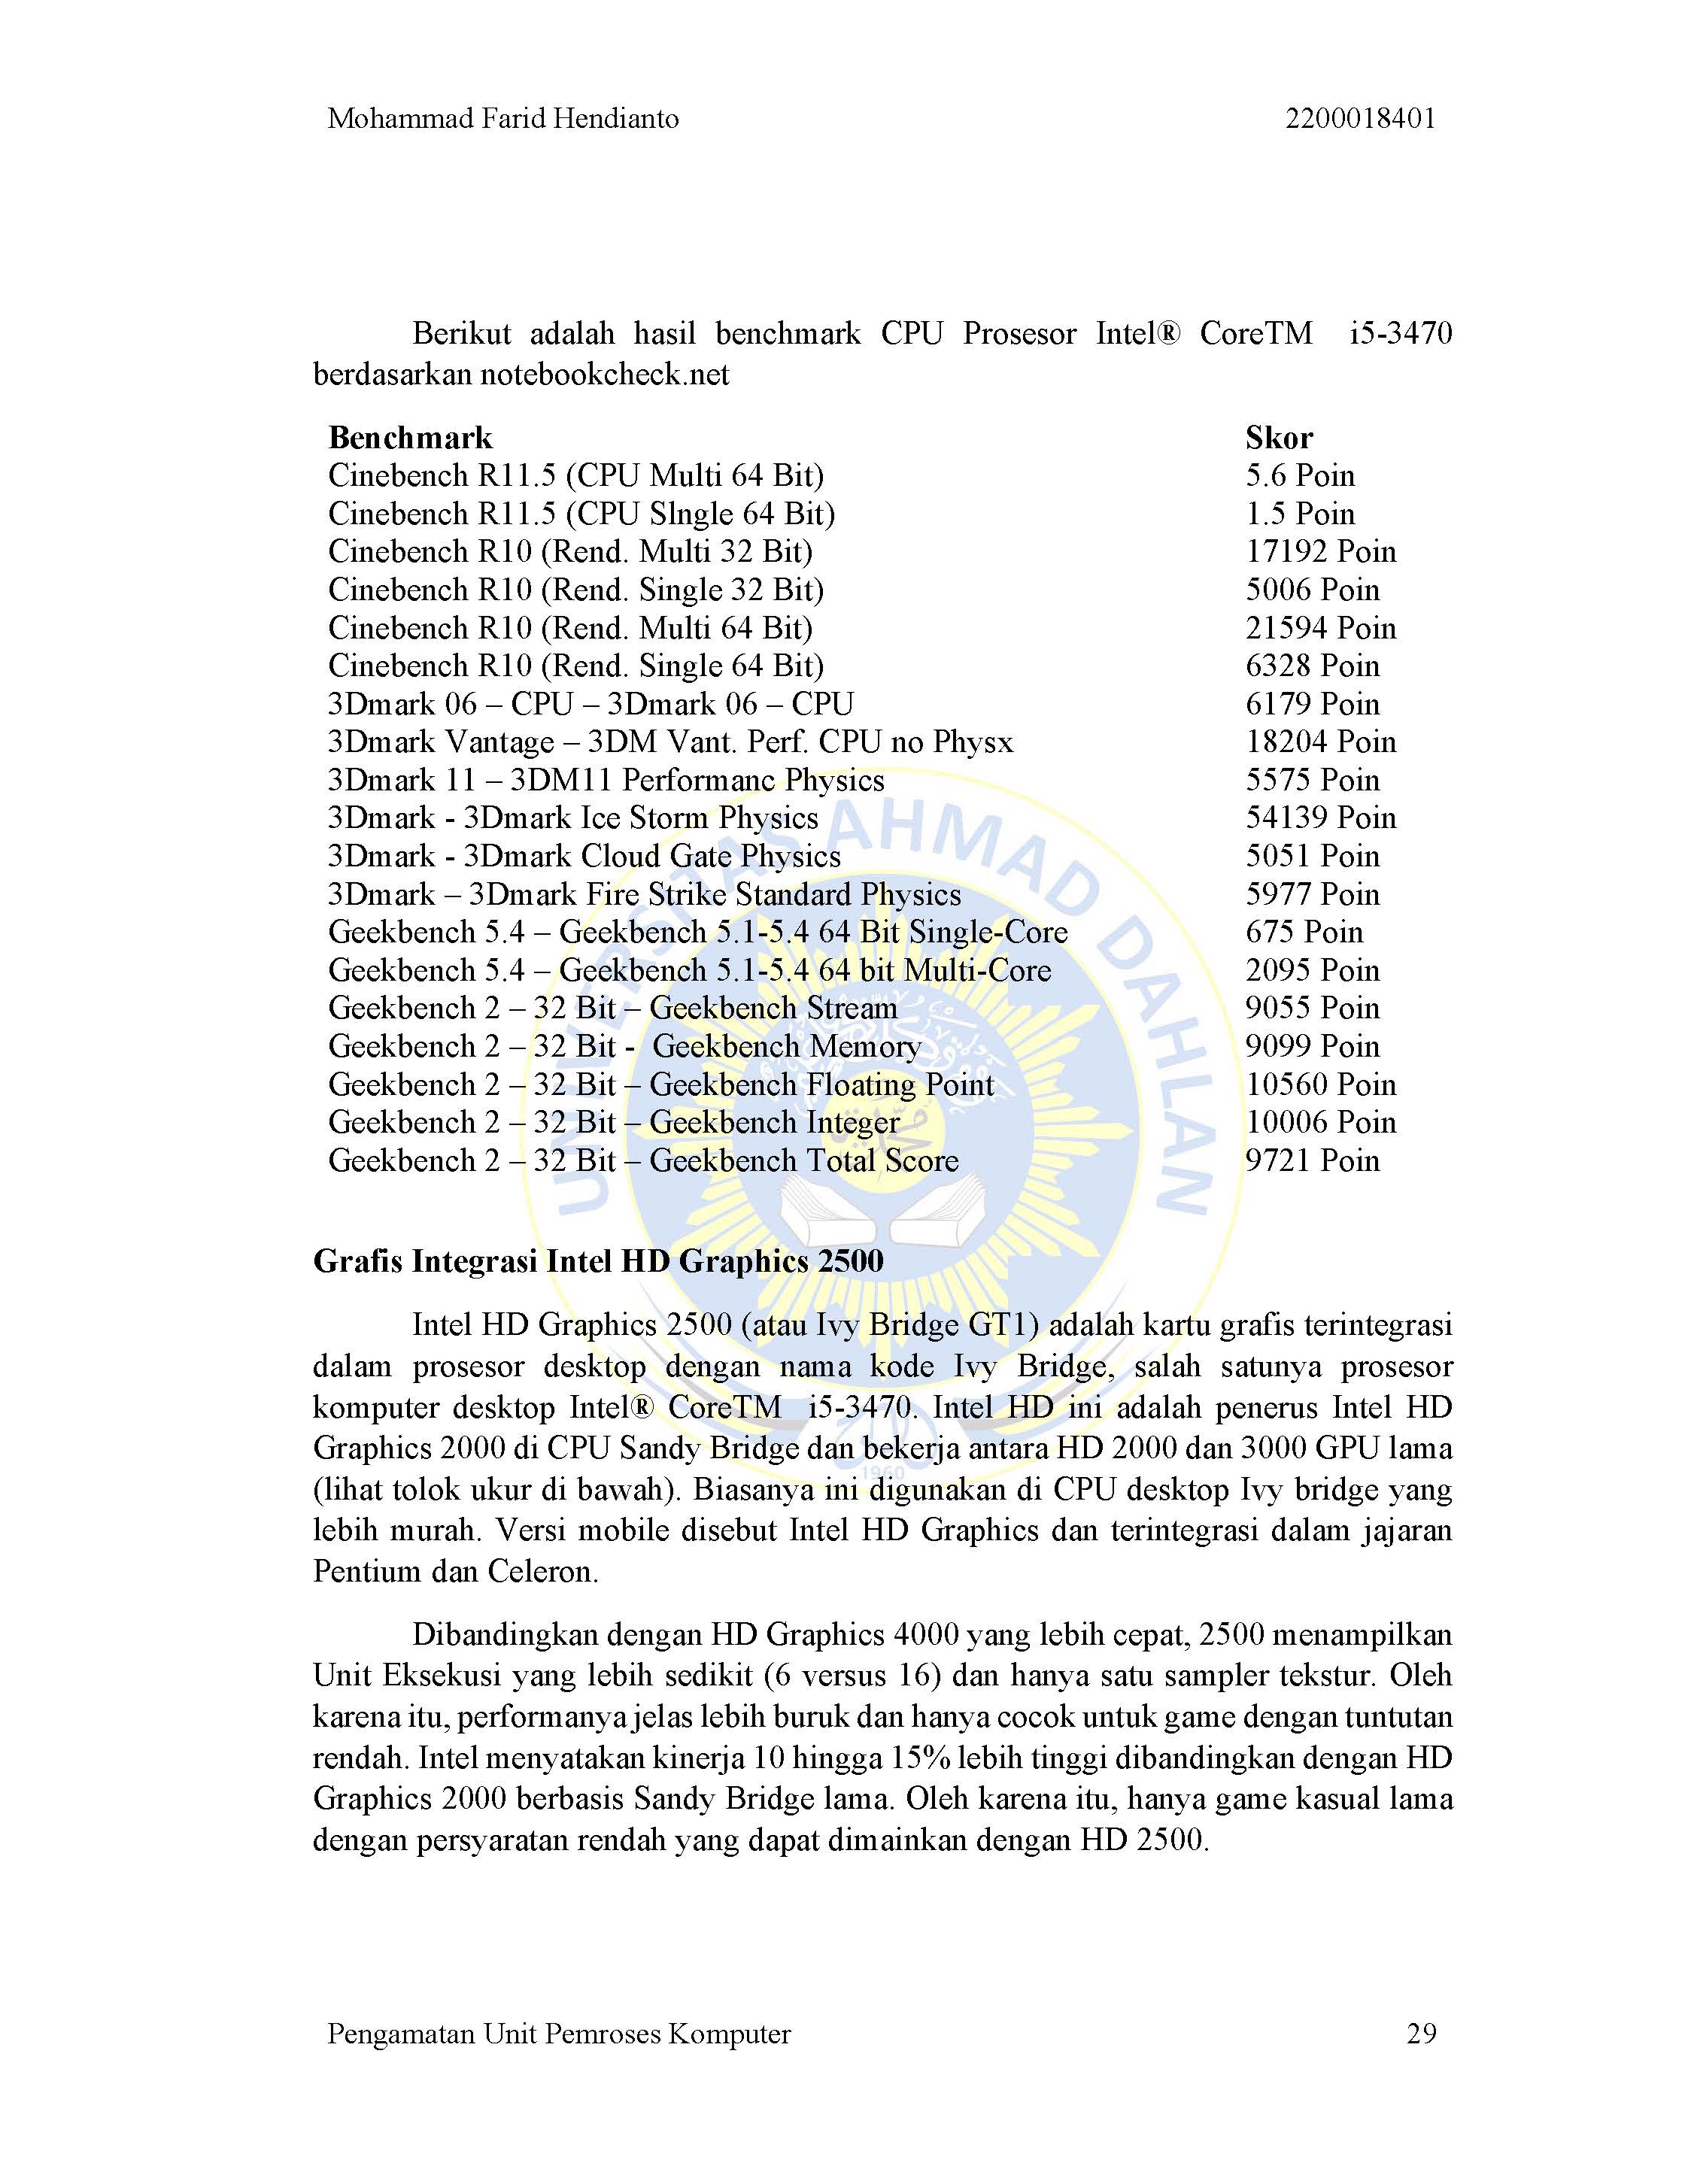 Mohammad Farid Hendianto 2200018401
Berikut adalah hasil benchmark CPU Prosesor Intel® CoreTM i5-3470
berdasarkan notebookcheck.net
Benchmark Skor
Cinebench R11.5 (CPU Multi 64 Bit) 5.6 Poin
Cinebench R11.5 (CPU SIngle 64 Bit) 1.5 Poin
Cinebench R10 (Rend. Multi 32 Bit) 17192 Poin
Cinebench R10 (Rend. Single 32 Bit) 5006 Poin
Cinebench R10 (Rend. Multi 64 Bit) 21594 Poin
Cinebench R10 (Rend. Single 64 Bit) 6328 Poin
3Dmark 06 – CPU – 3Dmark 06 – CPU 6179 Poin
3Dmark Vantage – 3DM Vant. Perf. CPU no Physx 18204 Poin
3Dmark 11 – 3DM11 Performanc Physics 5575 Poin
3Dmark - 3Dmark Ice Storm Physics 54139 Poin
3Dmark - 3Dmark Cloud Gate Physics 5051 Poin
3Dmark – 3Dmark Fire Strike Standard Physics 5977 Poin
Geekbench 5.4 – Geekbench 5.1-5.4 64 Bit Single-Core 675 Poin
Geekbench 5.4 – Geekbench 5.1-5.4 64 bit Multi-Core 2095 Poin
Geekbench 2 – 32 Bit – Geekbench Stream 9055 Poin
Geekbench 2 – 32 Bit - Geekbench Memory 9099 Poin
Geekbench 2 – 32 Bit – Geekbench Floating Point 10560 Poin
Geekbench 2 – 32 Bit – Geekbench Integer 10006 Poin
Geekbench 2 – 32 Bit – Geekbench Total Score 9721 Poin
UNIVERSITAS AHMAD DAHLAN
Grafis Integrasi Intel HD Graphics 2500
Intel HD Graphics 2500 (atau Ivy Bridge GT1) adalah kartu grafis terintegrasi
dalam prosesor desktop dengan nama kode Ivy Bridge, salah satunya prosesor
komputer desktop Intel® CoreTM i5-3470. Intel HD ini adalah penerus Intel HD
Graphics 2000 di CPU Sandy Bridge dan bekerja antara HD 2000 dan 3000 GPU lama
1960
(lihat tolok ukur di bawah). Biasanya ini digunakan di CPU desktop Ivy bridge yang
lebih murah. Versi mobile disebut Intel HD Graphics dan terintegrasi dalam jajaran
Pentium dan Celeron.
Dibandingkan dengan HD Graphics 4000 yang lebih cepat, 2500 menampilkan
Unit Eksekusi yang lebih sedikit (6 versus 16) dan hanya satu sampler tekstur. Oleh
karena itu, performanya jelas lebih buruk dan hanya cocok untuk game dengan tuntutan
rendah. Intel menyatakan kinerja 10 hingga 15% lebih tinggi dibandingkan dengan HD
Graphics 2000 berbasis Sandy Bridge lama. Oleh karena itu, hanya game kasual lama
dengan persyaratan rendah yang dapat dimainkan dengan HD 2500.
Pengamatan Unit Pemroses Komputer 29